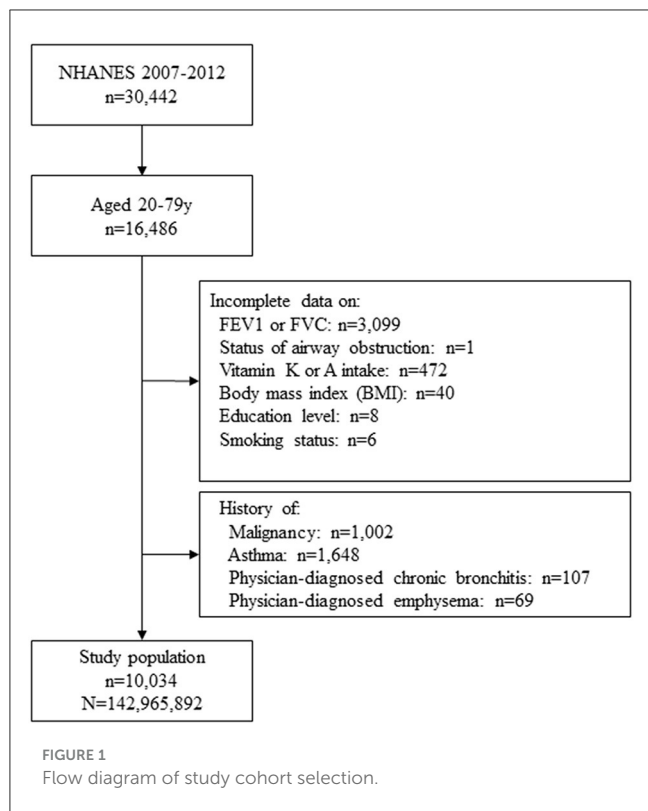 NHANES 2007-2012
n=30,442
Aged 20-79y
n=16,486
Incomplete data on:
FEV1 or FVC: n=3,099
Status of airway obstruction: n=1
Vitamin K or A intake: n=472
Body mass index (BMI): n=40
Education level: n=8
Smoking status: n=6
History of:
Malignancy: n=1,002
Asthma: n=1,648
Physician-diagnosed chronic bronchitis: n=107
Physician-diagnosed emphysema: n=69
Study population
n=10,034
N=142,965,892
FIGURE 1
Flow diagram of study cohort selection.